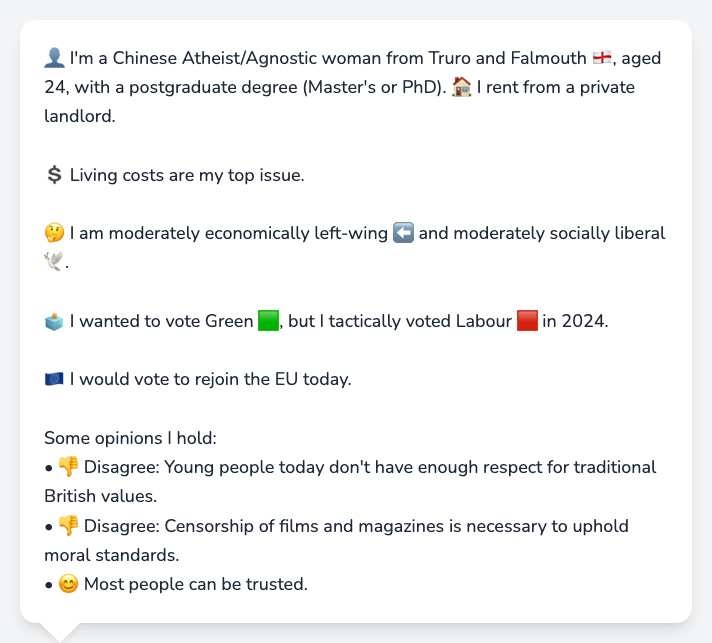 👤 I'm a Chinese Atheist/Agnostic woman from Truro and Falmouth 🏴󠁧󠁢󠁥󠁮󠁧󠁿, aged
24, with a postgraduate degree (Master's or PhD). 🏠 I rent from a private
landlord.
💲 Living costs are my top issue.
🤔 I am moderately economically left-wing ⬅️ and moderately socially liberal
🕊️.
🗳️ I wanted to vote Green 🟩, but I tactically voted Labour 🟥 in 2024.
🇪🇺 I would vote to rejoin the EU today.
Some opinions I hold:
• 👎 Disagree: Young people today don't have enough respect for traditional
British values.
• 👎 Disagree: Censorship of films and magazines is necessary to uphold
moral standards.
• 😊 Most people can be trusted.